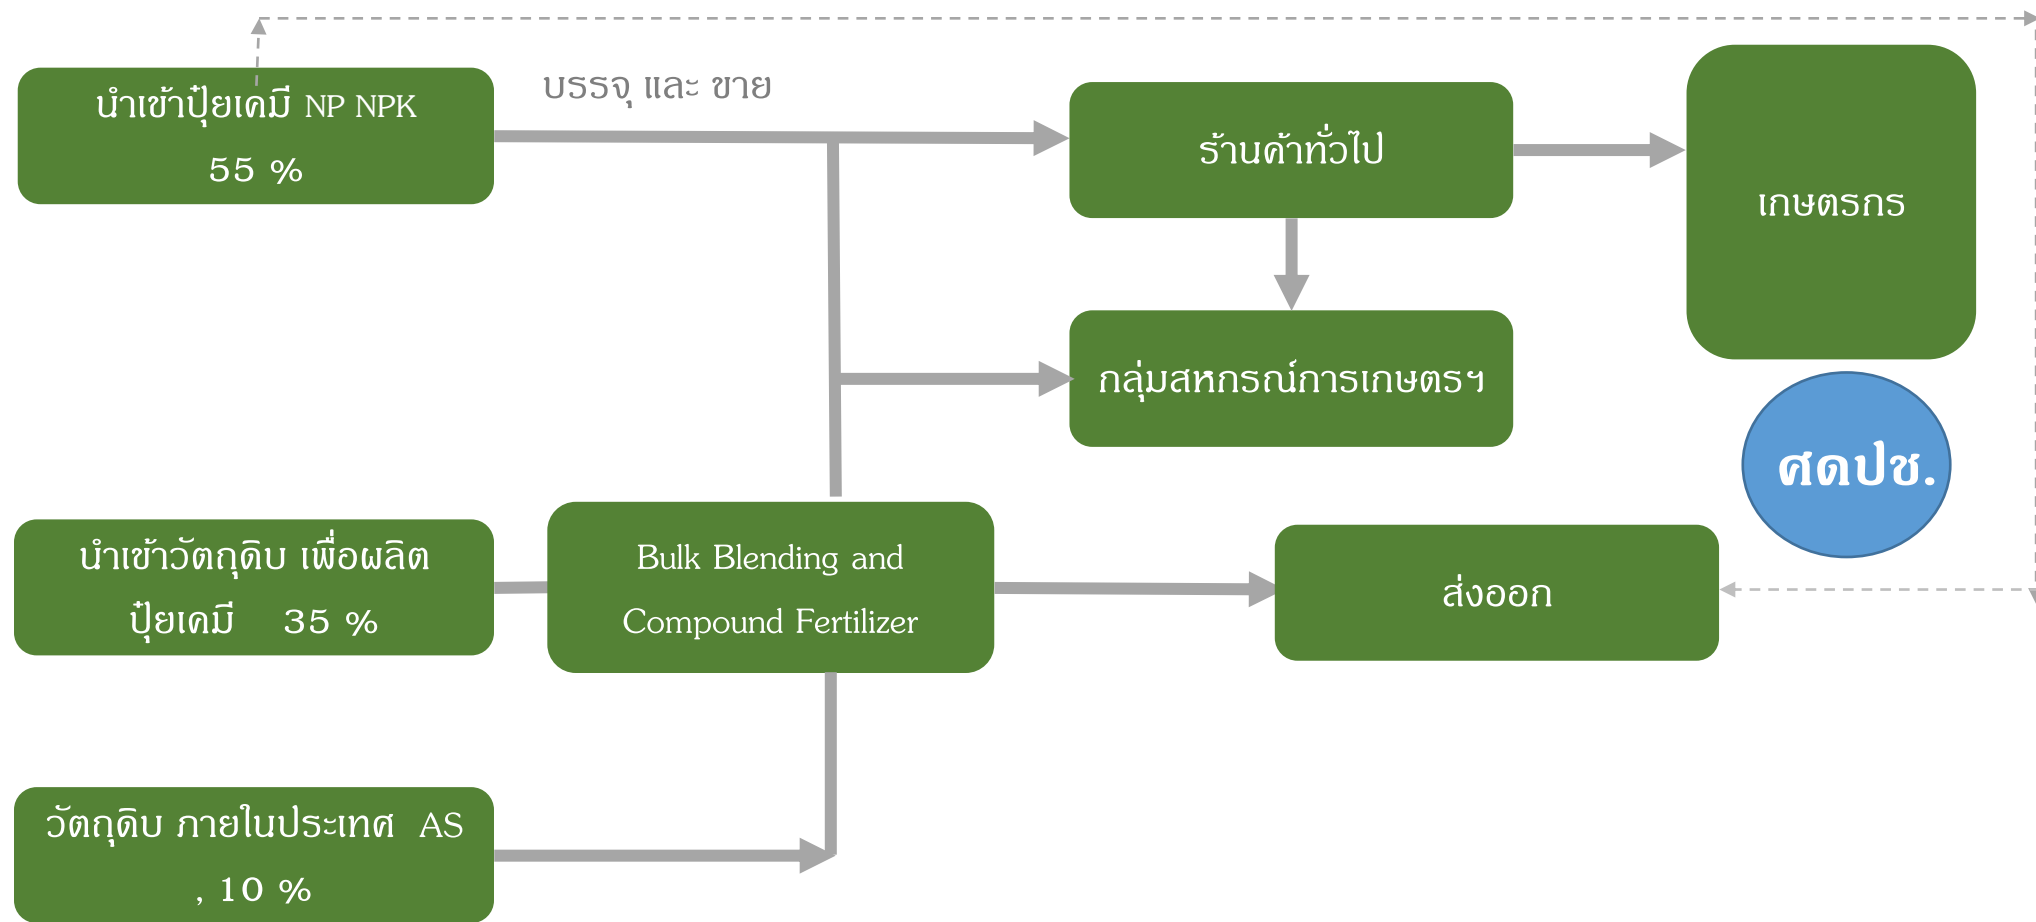 นำเข้าปุ๋ยเคมี NP NPK
55 %
บรรจุ และ ขาย
ร้านค้าทั่วไป
เกษตรกร
กลุ่มสหกรณ์การเกษตรฯ
ศดปช.
นำเข้าวัตถุดิบ เพื่อผลิต
ปุ๋ยเคมี 35 %
Bulk Blending and
Compound Fertilizer
ส่งออก
วัตถุดิบ ภายในประเทศ AS
, 10 %